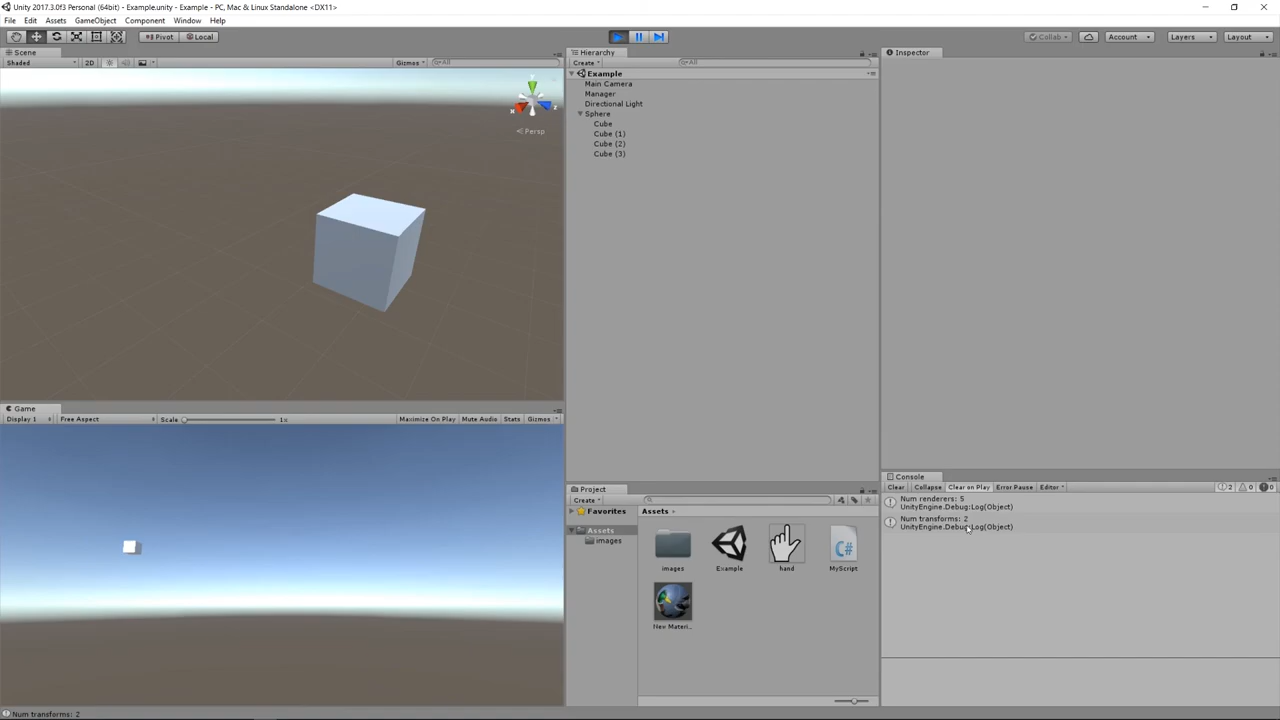 Unity 2017.3.0f3 Personal (64bit) - Example.unity - Example - PC, Mac & Linux Standalone <DX11>
File Edit Assets GameObject Component Window Help
Pivot Local Collab Account Layers Layout
Scene
Shaded 2D Gizmos All
x z
Persp
Hierarchy
Create All
Example
Main Camera
Manager
Directional Light
Sphere
Cube
Cube (1)
Cube (2)
Cube (3)
Inspector
Game
Display 1 Free Aspect Scale 1x Maximize On Play Mute Audio Stats Gizmos
Project
Create
Favorites
Assets
images
Assets
images Example hand MyScript
C#
New Materi...
Console
Clear Collapse Clear on Play Error Pause Editor 2 0 0
Num renderers: 5
UnityEngine.Debug:Log(Object)
Num transforms: 2
UnityEngine.Debug:Log(Object)
Num transforms: 2